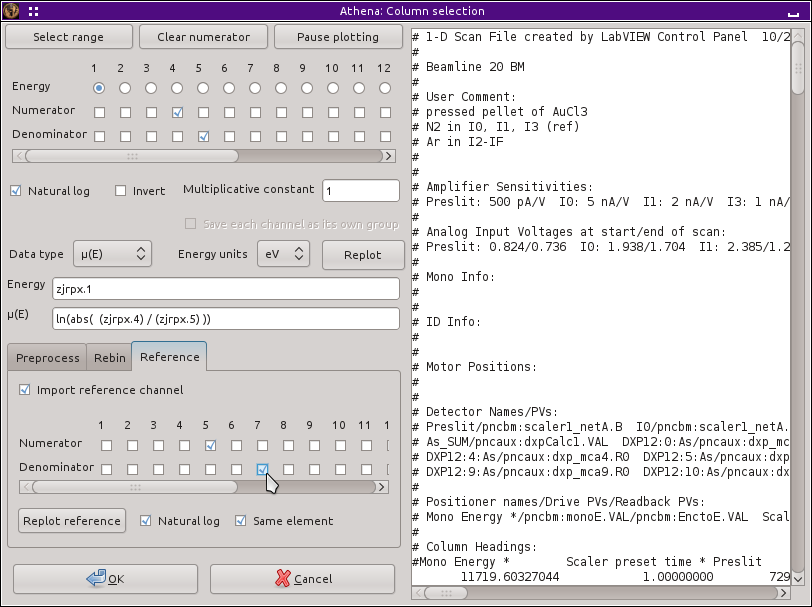 Athena: Column selection
Select range Clear numerator Pause plotting
1 2 3 4 5 6 7 8 9 10 11 12
Energy
Numerator
Denominator
Natural log Invert Multiplicative constant 1
Save each channel as its own group
Data type μ(E) Energy units eV Replot
Energy zjrpx.1
μ(E) ln(abs( (zjrpx.4) / (zjrpx.5) ))
Preprocess Rebin Reference
Import reference channel
1 2 3 4 5 6 7 8 9 10 11 1
Numerator
Denominator
Replot reference Natural log Same element
OK Cancel
# 1-D Scan File created by LabVIEW Control Panel 10/2
#
# Beamline 20 BM
#
# User Comment:
# pressed pellet of AuCl3
# N2 in I0, I1, I3 (ref)
# Ar in I2-IF
#
#
# Amplifier Sensitivities:
# Preslit: 500 pA/V I0: 5 nA/V I1: 2 nA/V I3: 1 nA/
#
# Analog Input Voltages at start/end of scan:
# Preslit: 0.824/0.736 I0: 1.938/1.704 I1: 2.385/1.2
#
# Mono Info:
#
#
# ID Info:
#
#
# Motor Positions:
#
#
# Detector Names/PVs:
# Preslit/pncbm:scaler1_netA.B I0/pncbm:scaler1_netA.
# As_SUM/pncaux:dxpCalc1.VAL DXP12:0:As/pncaux:dxp_mc
# DXP12:4:As/pncaux:dxp_mca4.R0 DXP12:5:As/pncaux:dxp
# DXP12:9:As/pncaux:dxp_mca9.R0 DXP12:10:As/pncaux:dx
#
# Positioner names/Drive PVs/Readback PVs:
# Mono Energy */pncbm:monoE.VAL/pncbm:EnctoE.VAL Scal
#
# Column Headings:
#Mono Energy * Scaler preset time * Preslit
11719.60327044 1.00000000 729